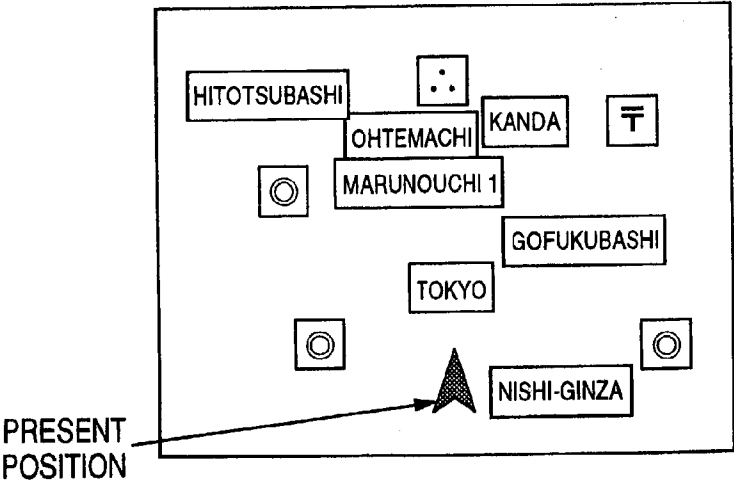 HITOTSUBASHI
OHTEMACHI
KANDA
〒
MARUNOUCHI 1
GOFUKUBASHI
TOKYO
NISHI-GINZA
PRESENT
POSITION